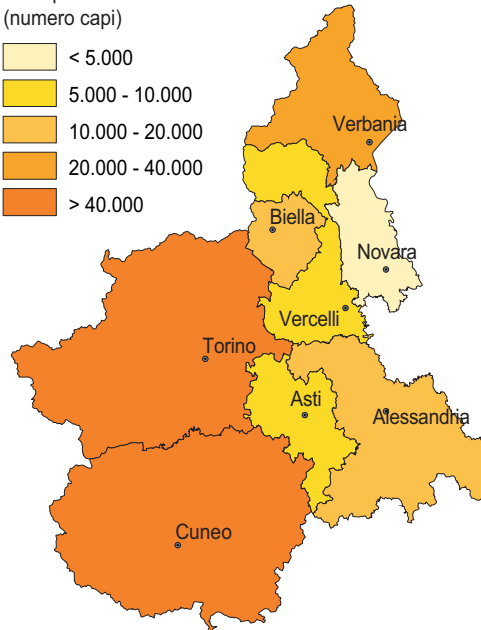 (numero capi)
< 5.000
5.000 - 10.000
10.000 - 20.000
20.000 - 40.000
> 40.000
Verbania
Biella
Novara
Vercelli
Torino
Asti
Alessandria
Cuneo